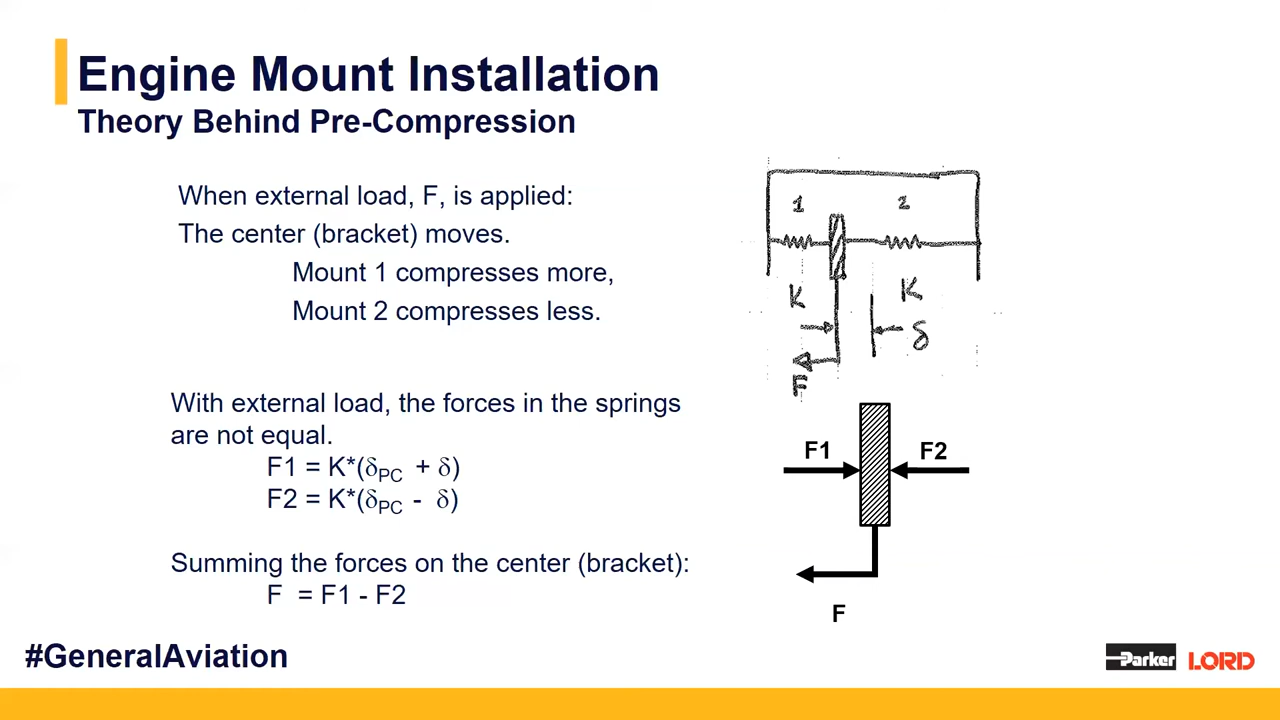 Engine Mount Installation
Theory Behind Pre-Compression
When external load, F, is applied:
The center (bracket) moves.
Mount 1 compresses more,
Mount 2 compresses less.
1 2
K K
δ
F
With external load, the forces in the springs
are not equal.
F1 = K*(δPC + δ)
F2 = K*(δPC - δ)
F1 F2
Summing the forces on the center (bracket):
F = F1 - F2
F
#GeneralAviation
Parker LORD